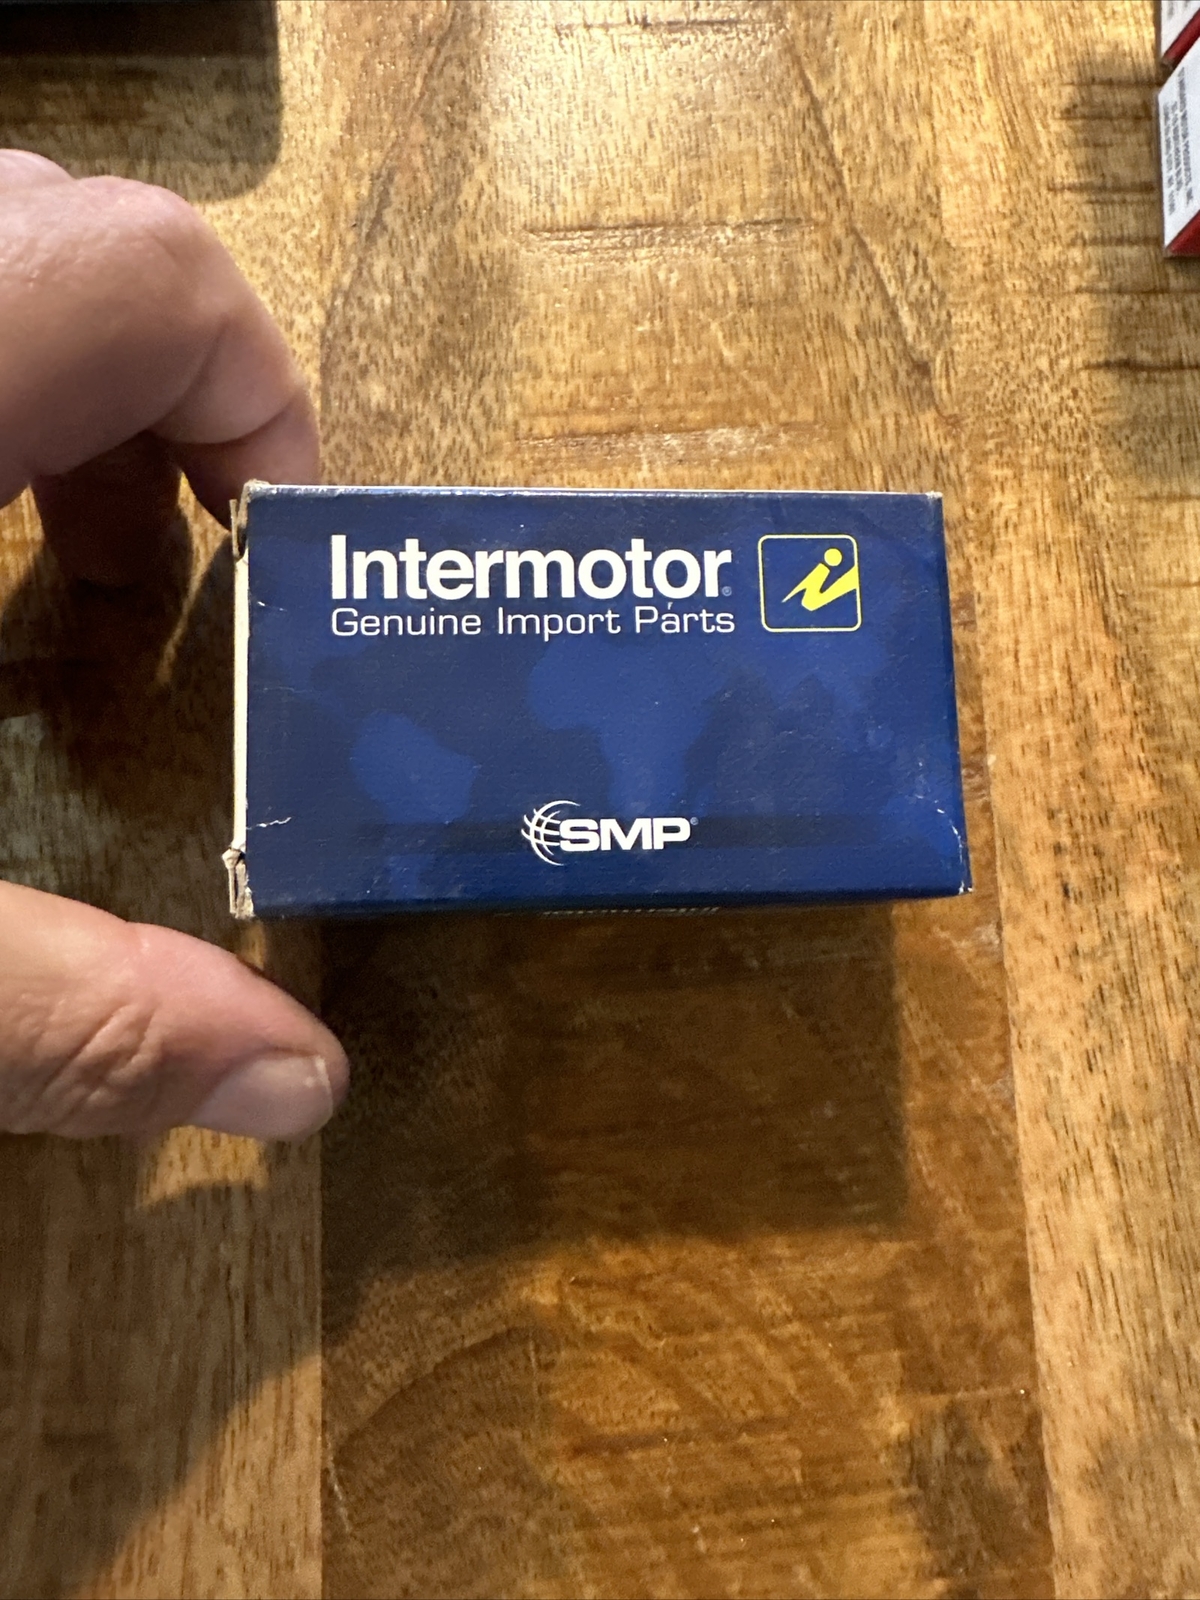 Intermotor®
Genuine Import Parts
SMP®